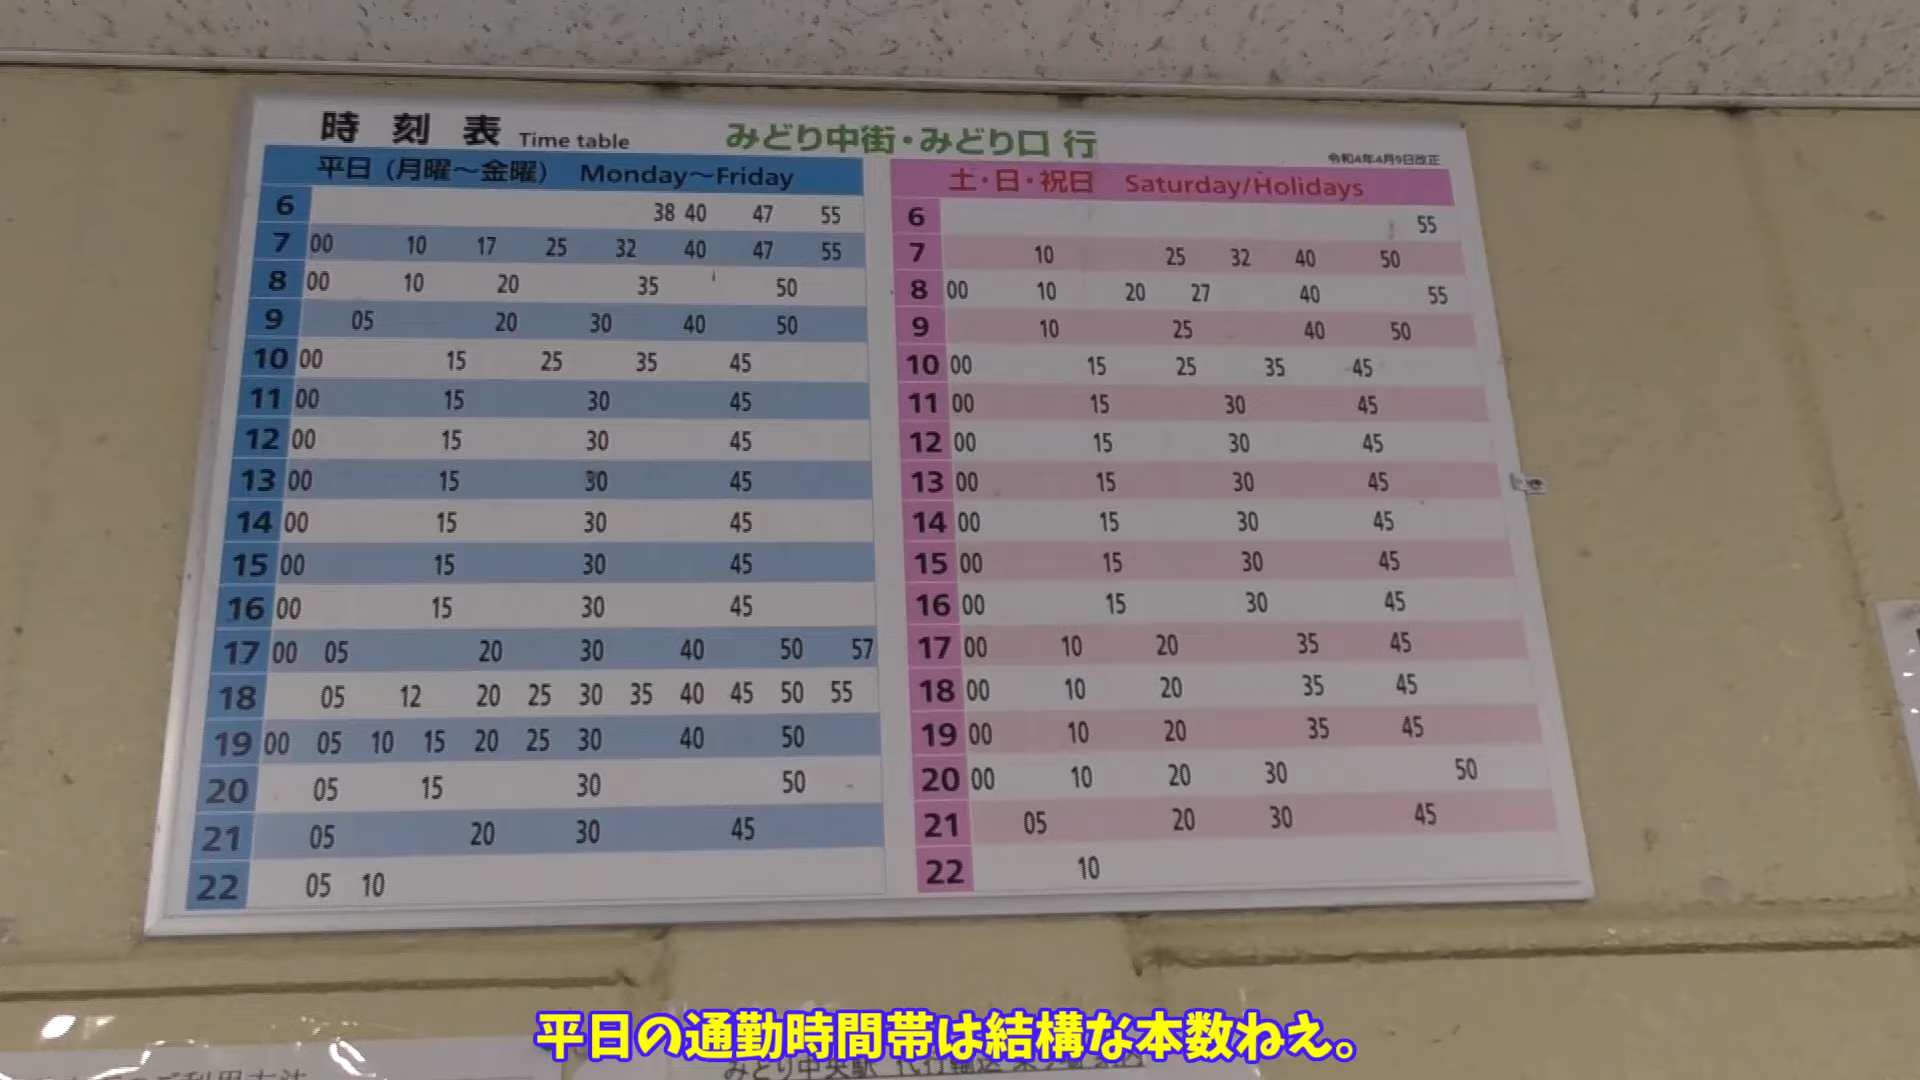 時刻表 Time table みどり中街・みどり口 行
令和4年4月9日改正
平日 (月曜～金曜) Monday～Friday
6 38 40 47 55
7 00 10 17 25 32 40 47 55
8 00 10 20 35 50
9 05 20 30 40 50
10 00 15 25 35 45
11 00 15 30 45
12 00 15 30 45
13 00 15 30 45
14 00 15 30 45
15 00 15 30 45
16 00 15 30 45
17 00 05 20 30 40 50 57
18 05 12 20 25 30 35 40 45 50 55
19 00 05 10 15 20 25 30 40 50
20 05 15 30 50
21 05 20 30 45
22 05 10
土・日・祝日 Saturday/Holidays
6 55
7 10 25 32 40 50
8 00 10 20 27 40 55
9 10 25 40 50
10 00 15 25 35 45
11 00 15 30 45
12 00 15 30 45
13 00 15 30 45
14 00 15 30 45
15 00 15 30 45
16 00 15 30 45
17 00 10 20 35 45
18 00 10 20 35 45
19 00 10 20 35 45
20 00 10 20 30 50
21 05 20 30 45
22 10
平日の通勤時間帯は結構な本数ねえ。
みどり中央駅